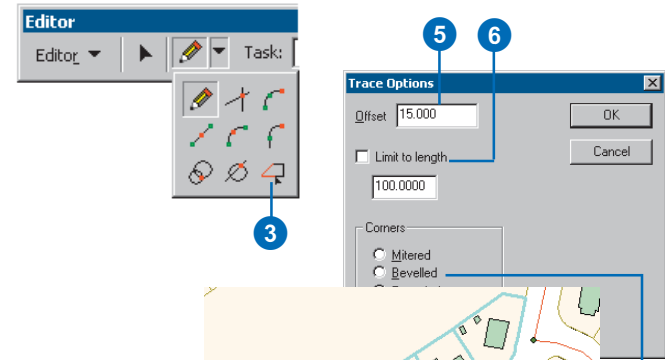 Editor
Editor Task:
3
5 6
Trace Options
Offset 15.000 OK
Limit to length Cancel
100.0000
Corners
Mitered
Bevelled